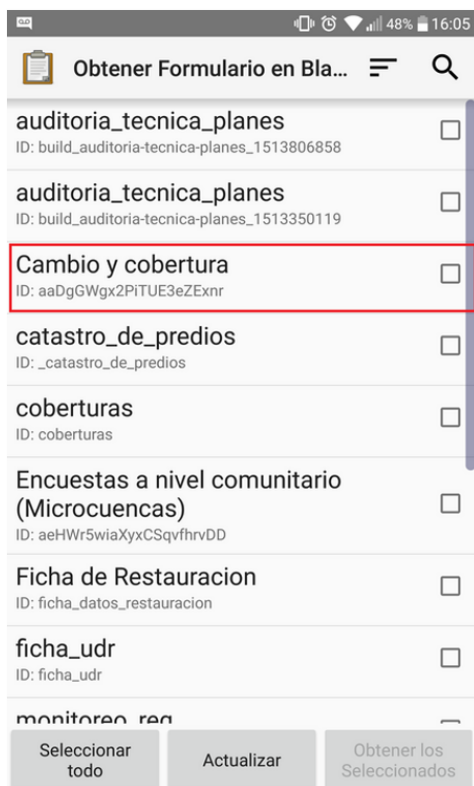 48% 16:05
Obtener Formulario en Bla...
auditoria_tecnica_planes
ID: build_auditoria-tecnica-planes_1513806858
auditoria_tecnica_planes
ID: build_auditoria-tecnica-planes_1513350119
Cambio y cobertura
ID: aaDgGWgx2PiTUE3eZExnr
catastro_de_predios
ID: _catastro_de_predios
coberturas
ID: coberturas
Encuestas a nivel comunitario
(Microcuencas)
ID: aeHWr5wiaXyxCSqvfhrvDD
Ficha de Restauracion
ID: ficha_datos_restauracion
ficha_udr
ID: ficha_udr
monitoreo_reg
Seleccionar
todo
Actualizar
Obtener los
Seleccionados